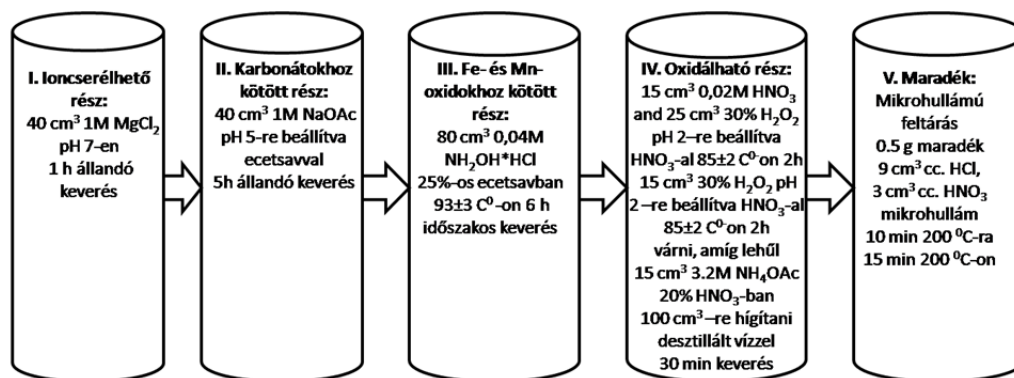 I. Ioncserélhető
rész:
40 cm³ 1M MgCl₂
pH 7-en
1 h állandó
keverés
II. Karbonátokhoz
kötött rész:
40 cm³ 1M NaOAc
pH 5-re beállítva
ecetsavval
5h állandó keverés
III. Fe- és Mn-
oxidokhoz kötött
rész:
80 cm³ 0,04M
NH₂OH*HCl
25%-os ecetsavban
93±3 C⁰ -on 6 h
időszakos keverés
IV. Oxidálható rész:
15 cm³ 0,02M HNO₃
and 25 cm³ 30% H₂O₂
pH 2–re beállítva
HNO₃-al 85±2 C⁰-on 2h
15 cm³ 30% H₂O₂ pH
2 –re beállítva HNO₃-al
85±2 C⁰-on 2h
várni, amíg lehűl
15 cm³ 3.2M NH₄OAc
20% HNO₃-ban
100 cm³ –re hígítani
desztillált vízzel
30 min keverés
V. Maradék:
Mikrohullámú
feltárás
0.5 g maradék
9 cm³ cc. HCl,
3 cm³ cc. HNO₃
mikrohullám
10 min 200 ⁰C-ra
15 min 200 ⁰C-on